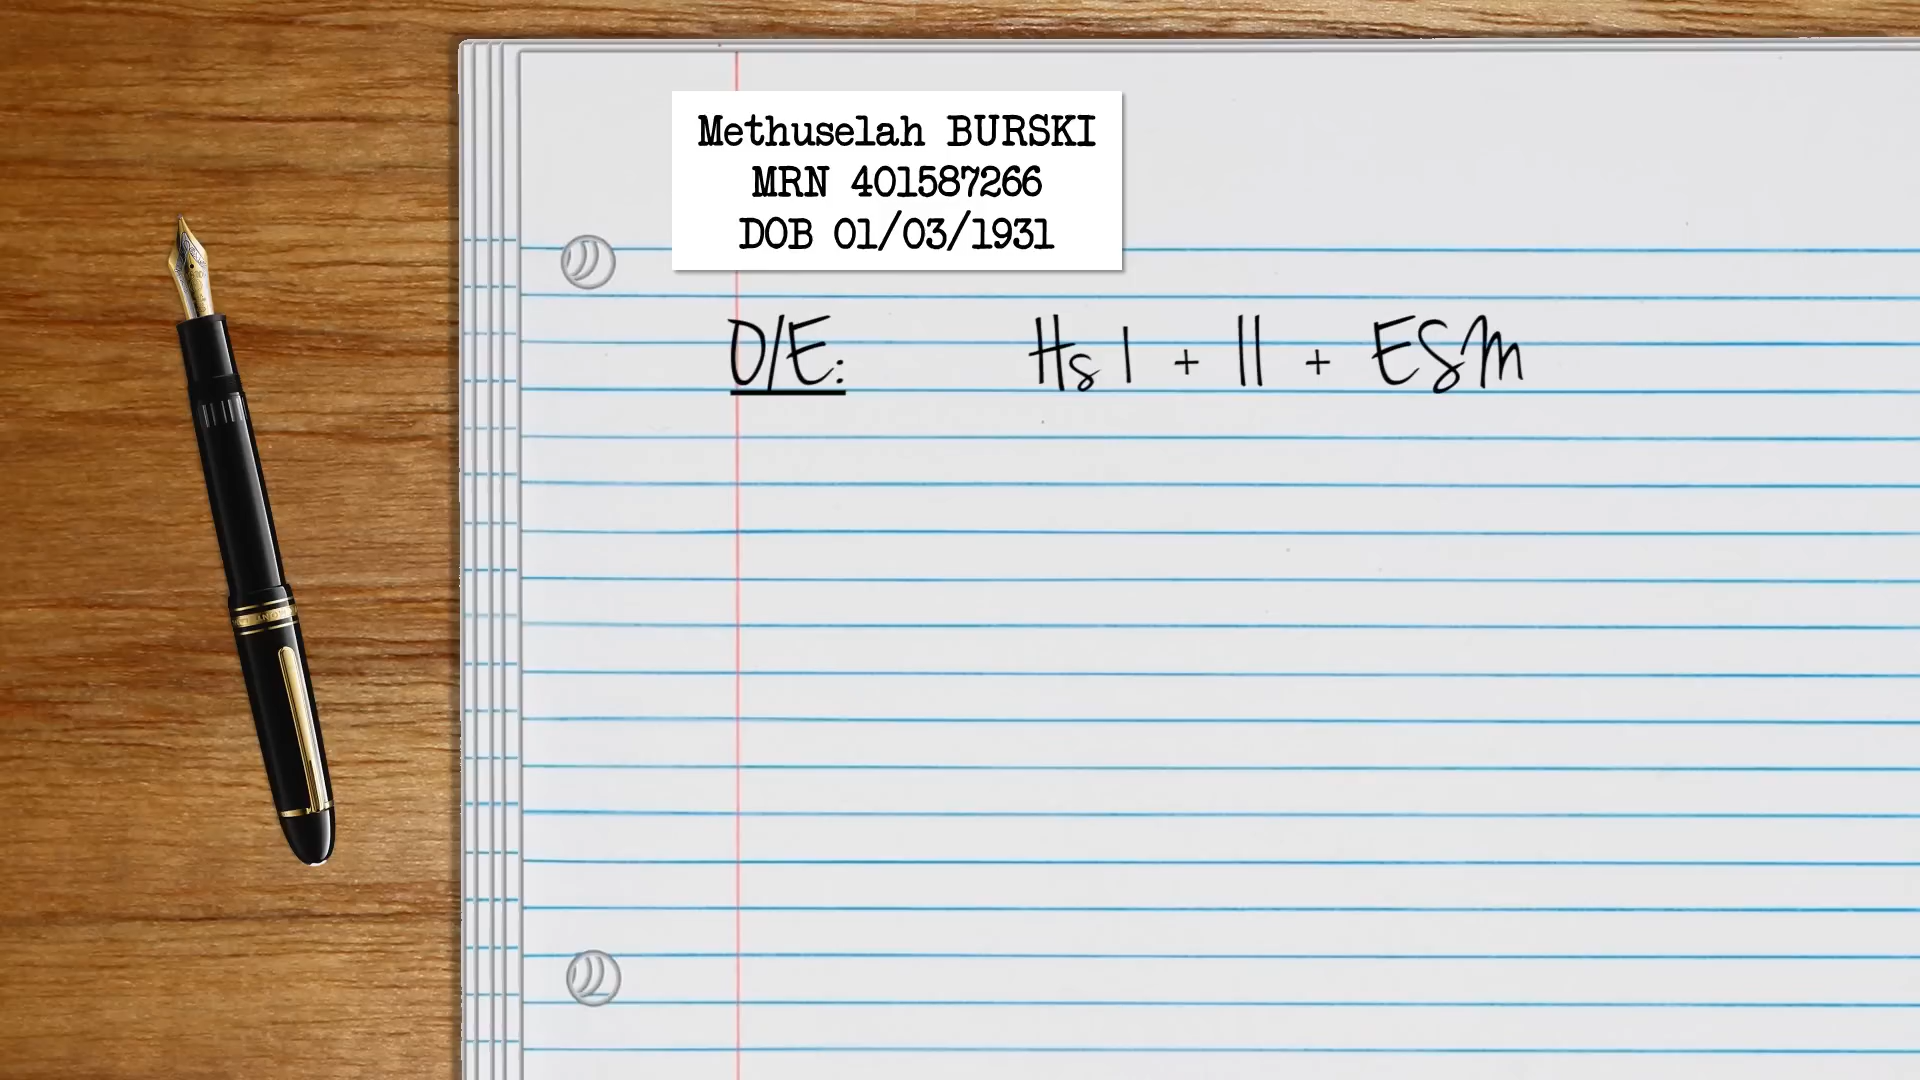 Methuselah BURSKI
MRN 401587266
DOB 01/03/1931
O/E: Hs I + II + ESM